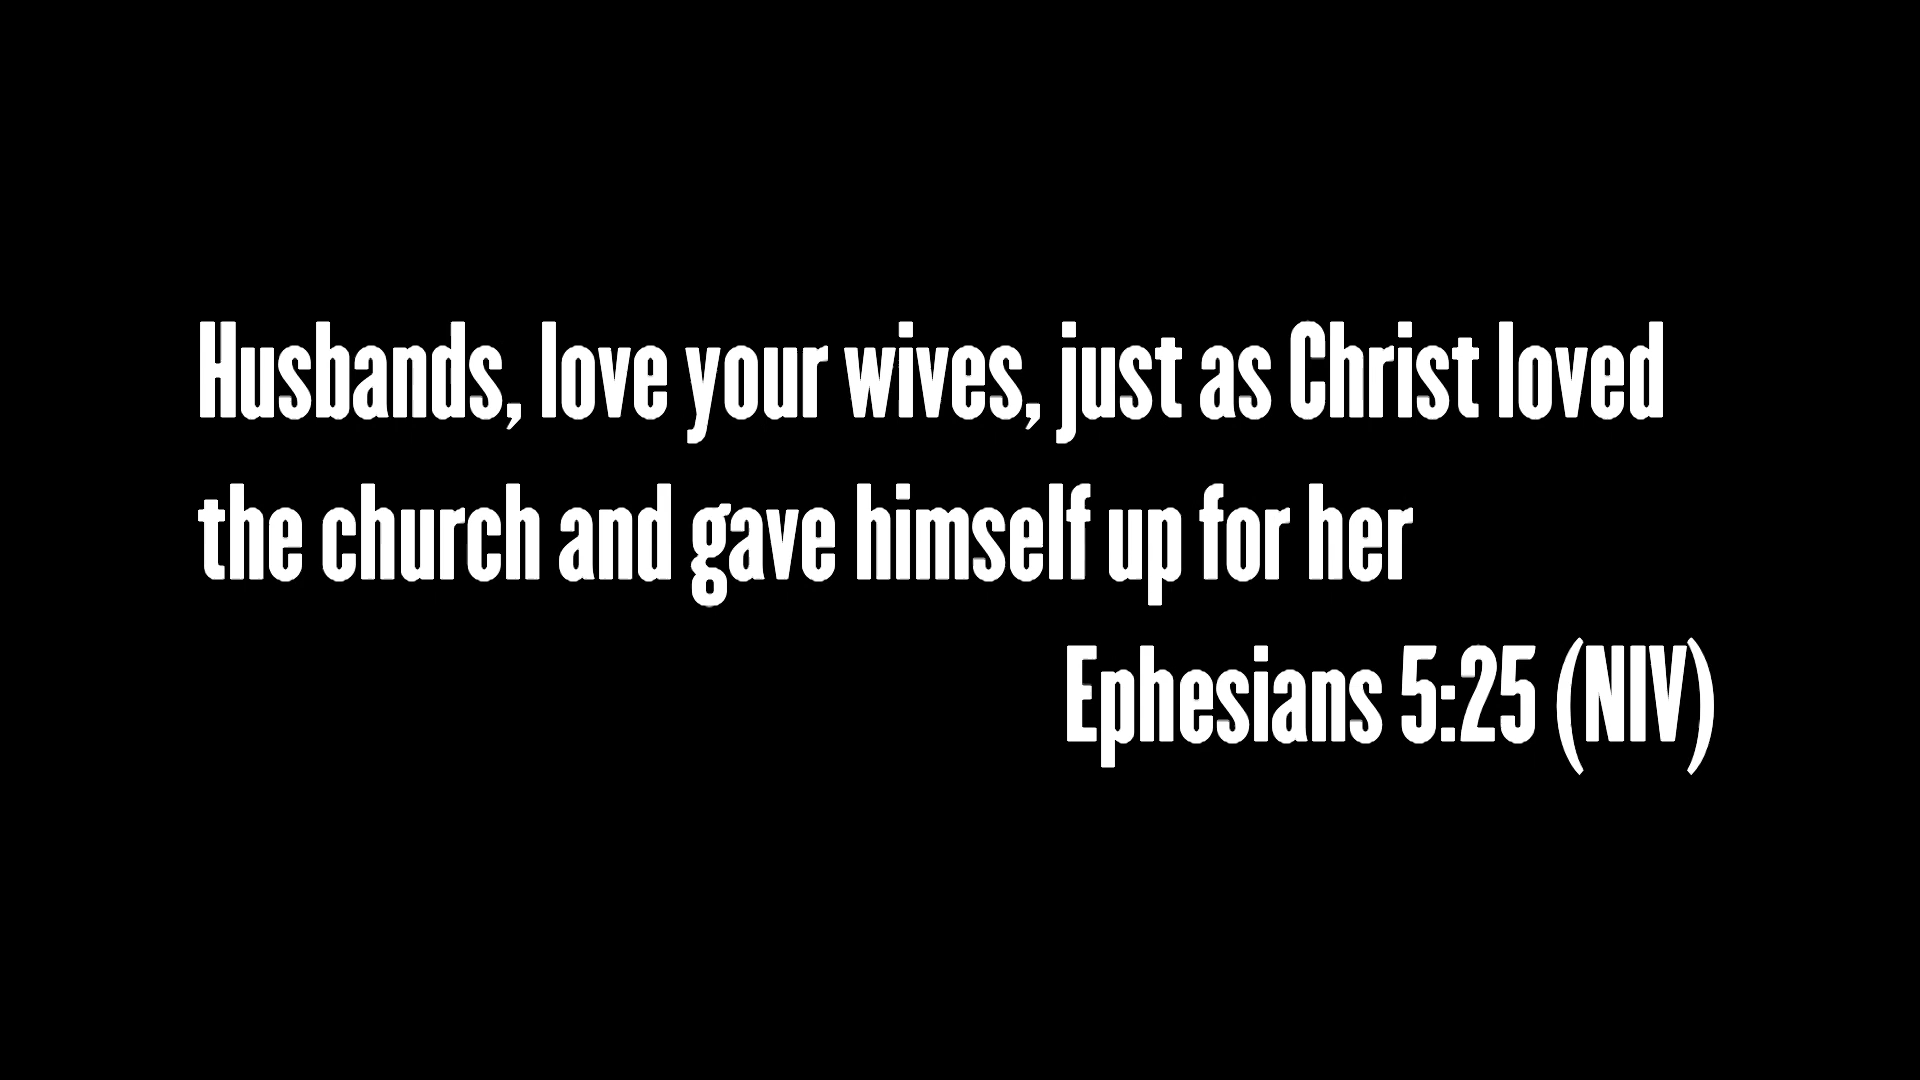 Husbands, love your wives, just as Christ loved
the church and gave himself up for her
Ephesians 5:25 (NIV)